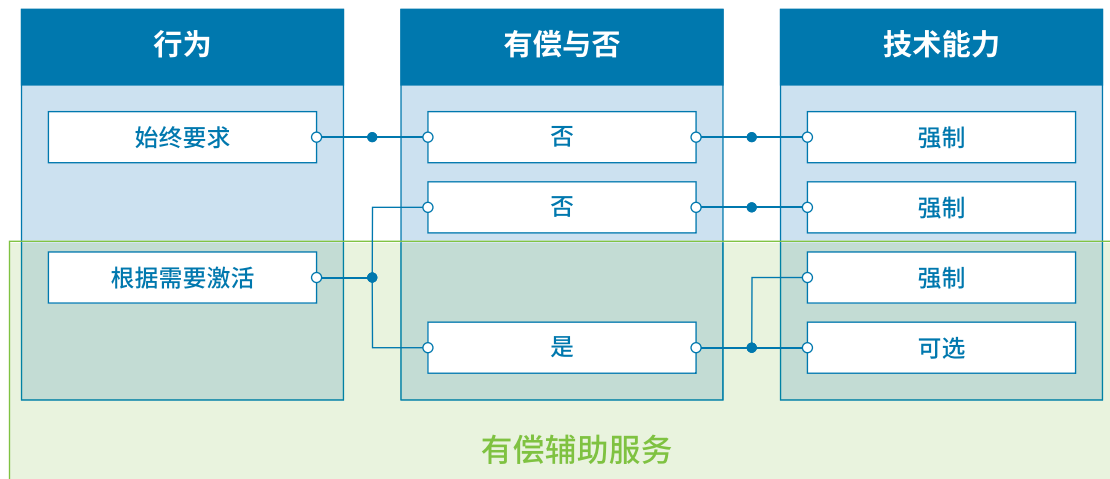 行为
有偿与否
技术能力
始终要求
否
强制
否
强制
根据需要激活
强制
是
可选
有偿辅助服务